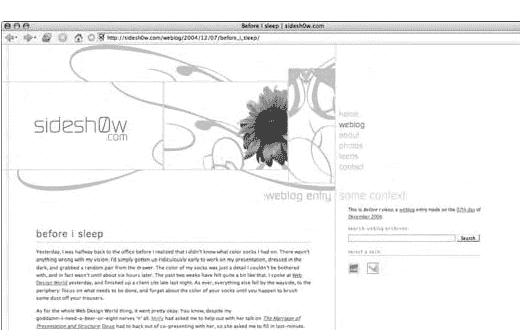 Before I sleep | sidesh0w.com
http://sidesh0w.com/weblog/2004/12/07/before_i_sleep/
sidesh0w
.com
home
weblog
about
photos
feeds
contact
:weblog entry
some context:
before i sleep
This is Before I sleep, a weblog entry made on the 07th day of
December 2004
Search weblog archives:
Search
Yesterday, I was halfway back to the office before I realized that I didn't know what color socks I had on. There wasn't
anything wrong with my vision: I'd simply gotten up ridiculously early to work on my presentation, dressed in the
dark, and grabbed a random pair from the drawer. The color of my socks was just a detail I couldn't be bothered
with, and in fact wasn't until about six hours later. The past two weeks have felt quite a bit like that. I spoke at Web
Design World yesterday, and finished up a client site late last night. As ever, everything else fell by the wayside, to the
periphery: focus on what needs to be done, and forget about the color of your socks until you happen to brush
some dust off your trousers.
As for the whole Web Design World thing, it went pretty okay. You know, despite my
goddamn-I-need-a-beer-or-eight nerves 'n' all. Molly had asked me to help out with her talk on The Marriage of
Presentation and Structure. Doug had to back out of co-presenting with her, so she asked me to fill in last-minute.